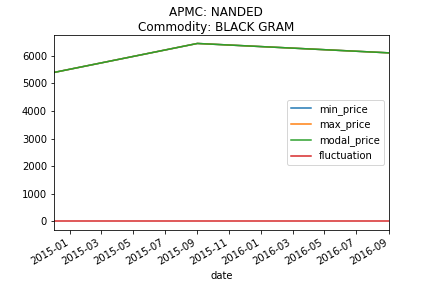 APMC: NANDED
Commodity: BLACK GRAM
6000
5000
4000
3000
2000
1000
0
min_price
max_price
modal_price
fluctuation
2015-01
2015-03
2015-05
2015-07
2015-09
2015-11
2016-01
2016-03
2016-05
2016-07
2016-09
date